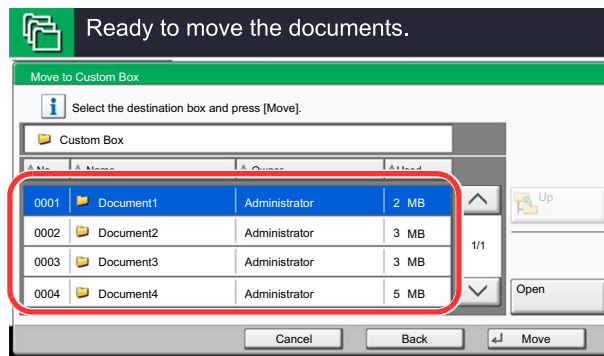 Ready to move the documents.
Move to Custom Box
i Select the destination box and press [Move].
Custom Box
No. Name Owner Used
0001 Document1 Administrator 2 MB
Up
0002 Document2 Administrator 3 MB
1/1
0003 Document3 Administrator 3 MB
0004 Document4 Administrator 5 MB
Open
Cancel Back Move